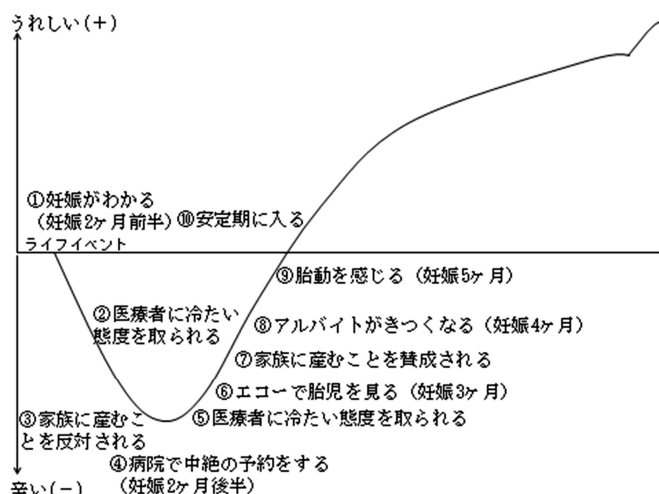 うれしい(+)
①妊娠がわかる
(妊娠2ヶ月前半)
⑩安定期に入る
ライフイベント
⑨胎動を感じる (妊娠5ヶ月)
②医療者に冷たい
態度を取られる
⑧アルバイトがきつくなる (妊娠4ヶ月)
⑦家族に産むことを賛成される
⑥エコーで胎児を見る (妊娠3ヶ月)
③家族に産むこ
とを反対される
⑤医療者に冷たい態度を取られる
④病院で中絶の予約をする
(妊娠2ヶ月後半)
辛い(-)